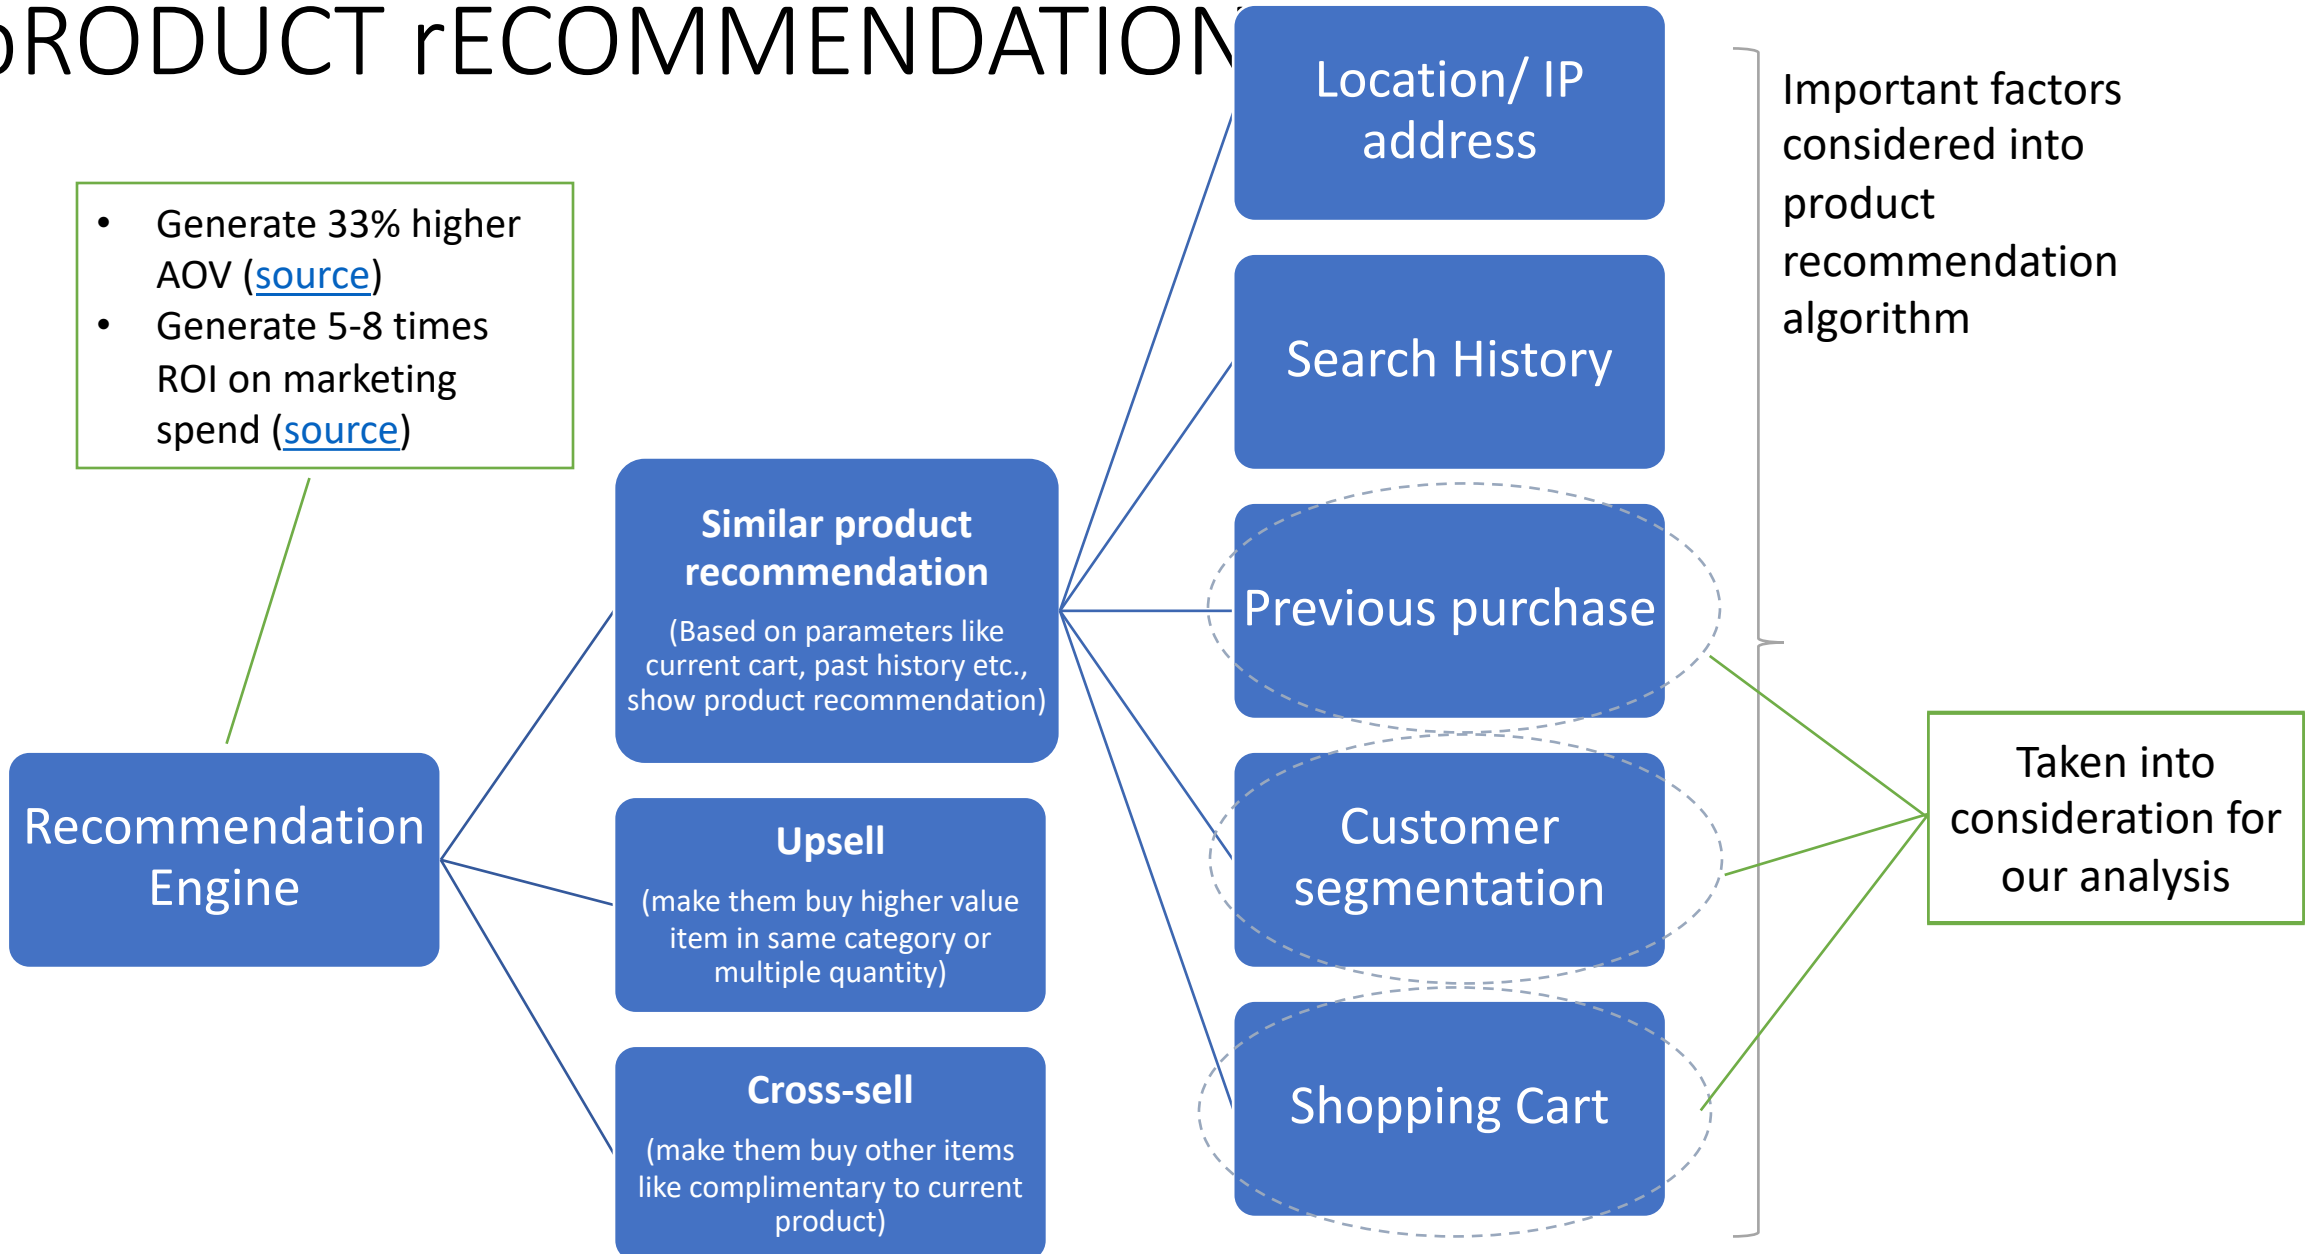 pRODUCT rECOMMENDATION
• Generate 33% higher
AOV (source)
• Generate 5-8 times
ROI on marketing
spend (source)
Recommendation
Engine
Similar product
recommendation
(Based on parameters like
current cart, past history etc.,
show product recommendation)
Upsell
(make them buy higher value
item in same category or
multiple quantity)
Cross-sell
(make them buy other items
like complimentary to current
product)
Location/ IP
address
Search History
Previous purchase
Customer
segmentation
Shopping Cart
Important factors
considered into
product
recommendation
algorithm
Taken into
consideration for
our analysis